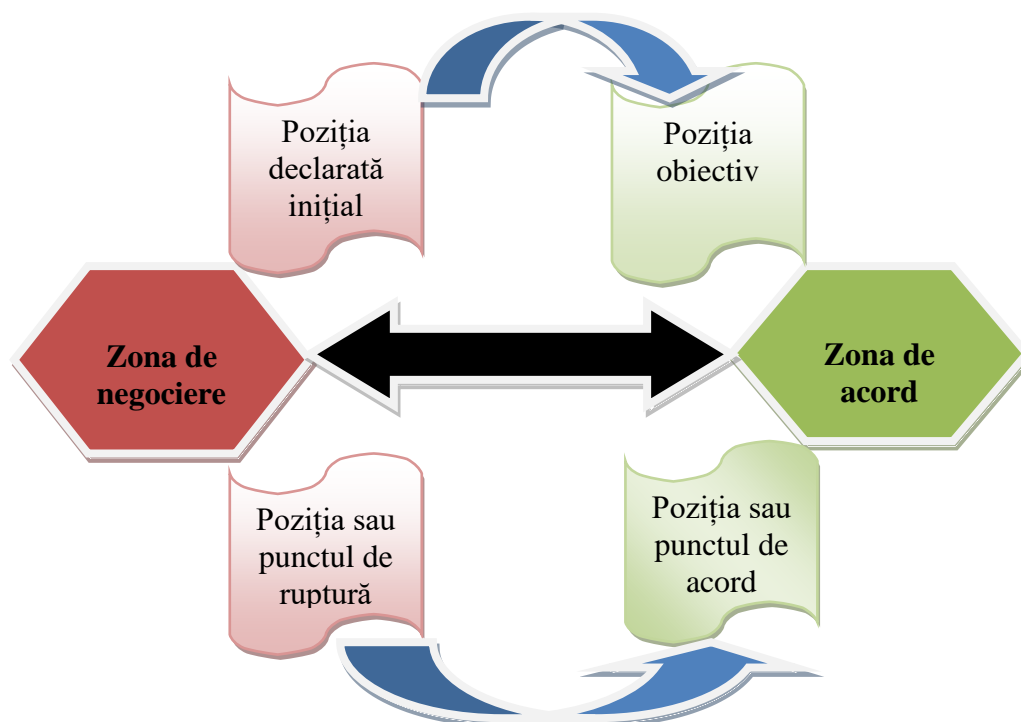 Poziția
declarată
inițial
Poziția
obiectiv
Zona de
negociere
Zona de
acord
Poziția sau
punctul de
ruptură
Poziția sau
punctul de
acord